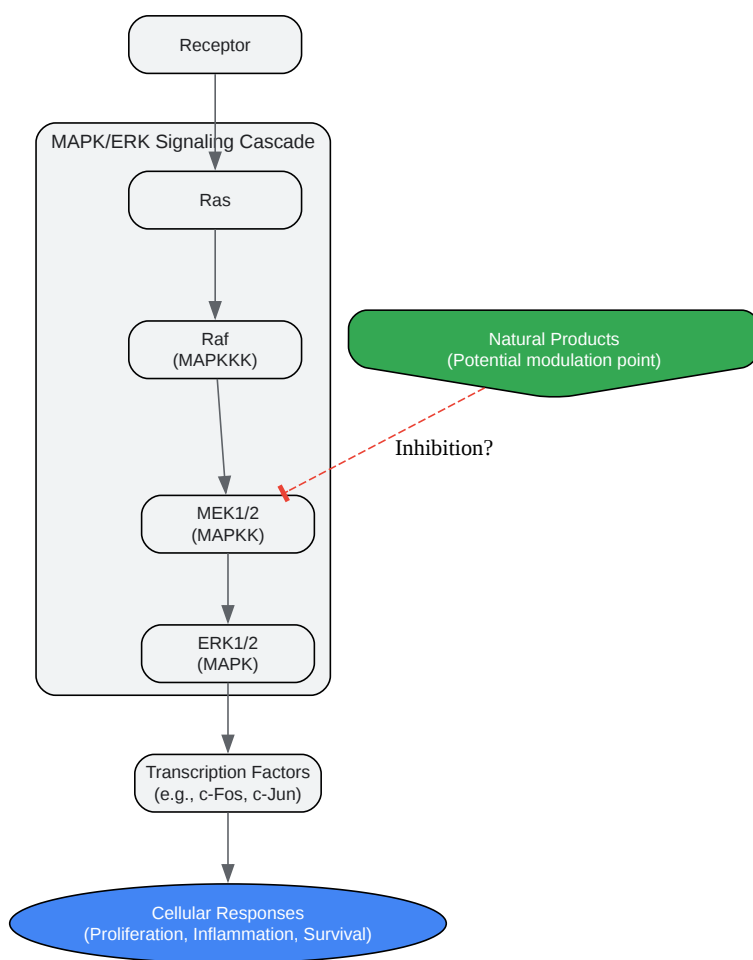 Receptor
MAPK/ERK Signaling Cascade
Ras
Raf
(MAPKKK)
Natural Products
(Potential modulation point)
Inhibition?
MEK1/2
(MAPKK)
ERK1/2
(MAPK)
Transcription Factors
(e.g., c-Fos, c-Jun)
Cellular Responses
(Proliferation, Inflammation, Survival)